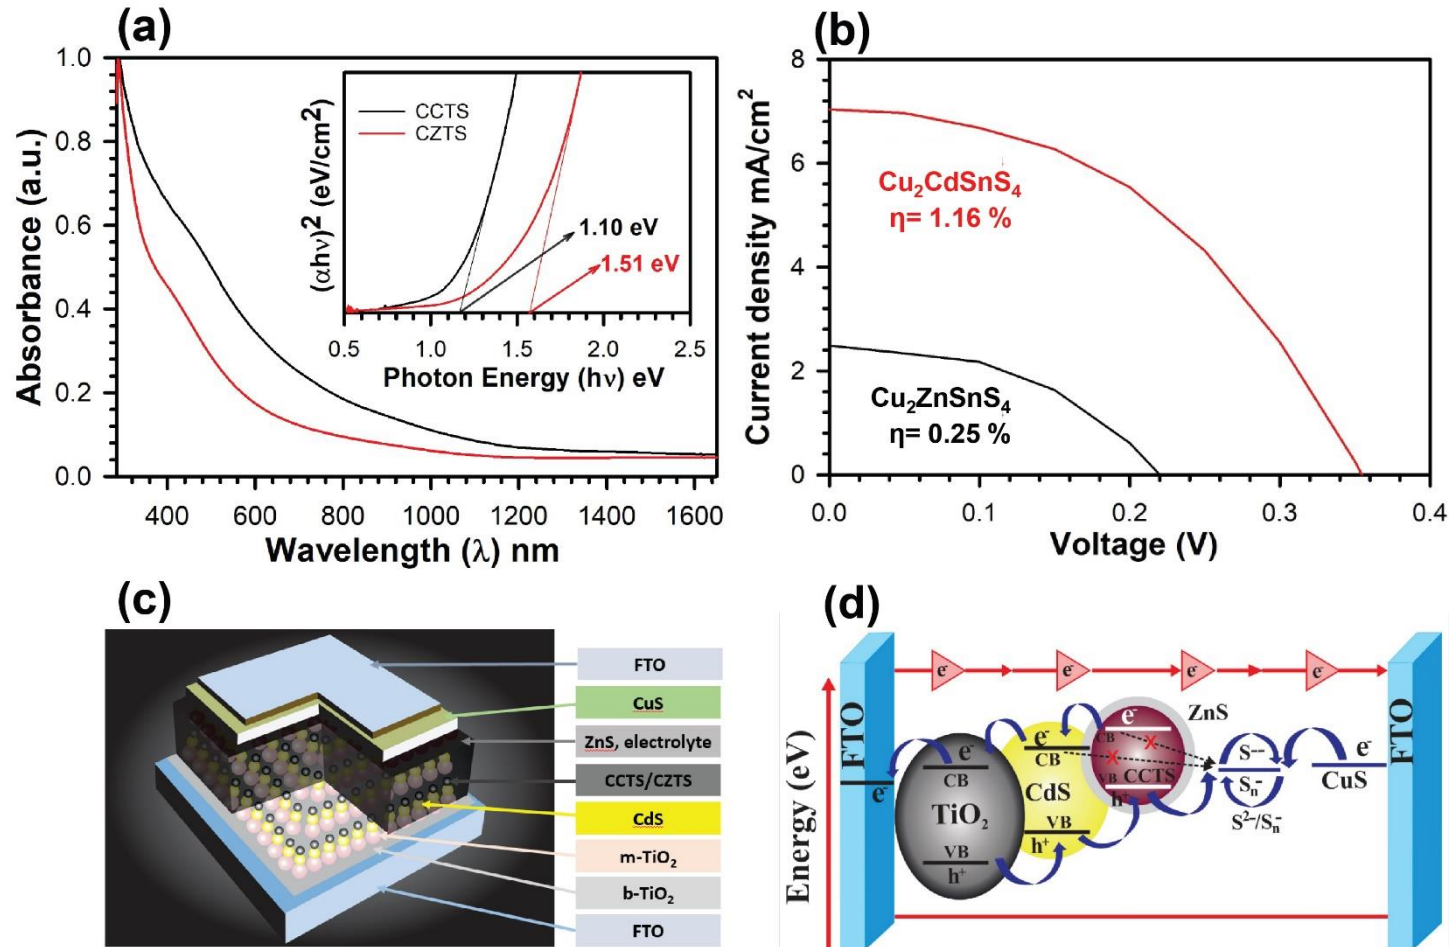 (a)
1.0
0.8
0.6
0.4
0.2
0.0
Absorbance (a.u.)
400 600 800 1000 1200 1400 1600
Wavelength (λ) nm
CCTS
CZTS
(αhν)² (eV/cm²)
1.10 eV
1.51 eV
0.5 1.0 1.5 2.0 2.5
Photon Energy (hν) eV
(b)
8
6
4
2
0
Current density mA/cm²
Cu₂CdSnS₄
η= 1.16 %
Cu₂ZnSnS₄
η= 0.25 %
0.0 0.1 0.2 0.3 0.4
Voltage (V)
(c)
FTO
CuS
ZnS, electrolyte
CCTS/CZTS
CdS
m-TiO₂
b-TiO₂
FTO
(d)
Energy (eV)
FTO
e⁻ e⁻ e⁻ e⁻
e⁻
e⁻
CB
TiO₂
VB
h⁺
e⁻
CB
CdS
VB
h⁺
e⁻
CB
VB
CCTS
h⁺
ZnS
S⁻⁻
Sₙ⁻
S²⁻/Sₙ⁻
e⁻
CuS
FTO